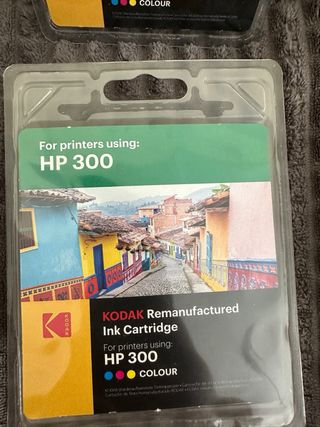 COLOUR
For printers using:
HP 300
KODAK
KODAK Remanufactured
Ink Cartridge
For printers using:
HP 300
COLOUR